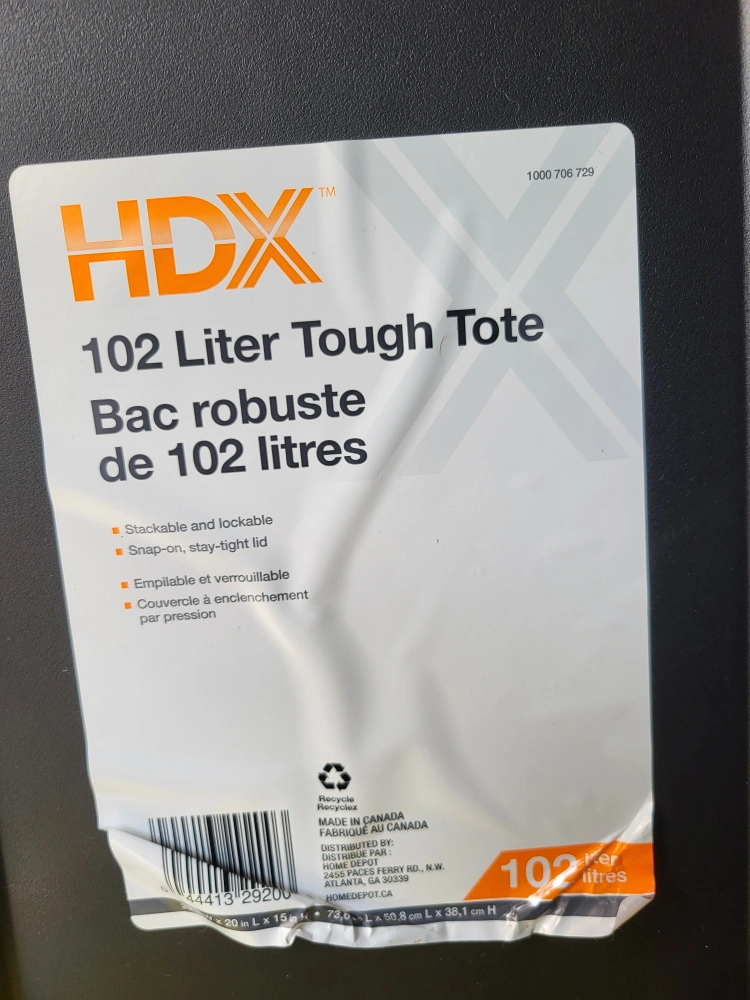 1000 706 729
HDX™
102 Liter Tough Tote
Bac robuste
de 102 litres
Stackable and lockable
Snap-on, stay-tight lid
Empilable et verrouillable
Couvercle à enclenchement
par pression
Recycle
Recyclez
MADE IN CANADA
FABRIQUÉ AU CANADA
DISTRIBUTED BY:
DISTRIBUÉ PAR :
HOME DEPOT
2455 PACES FERRY RD., N.W.
ATLANTA, GA 30339
HOMEDEPOT.CA
44413 29200
102 liter
litres
x 20 in L x 15 in H • L x 50.8 cm L x 38,1 cm H